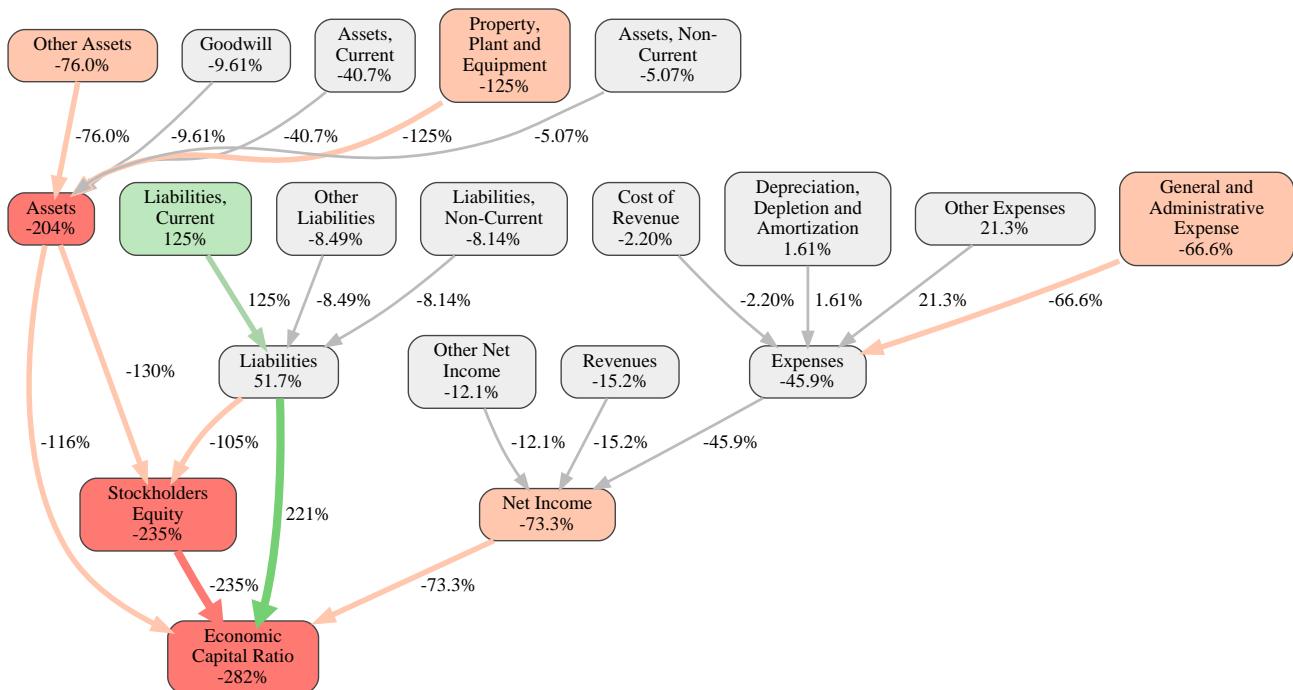 Other Assets
-76.0%
Goodwill
-9.61%
Assets,
Current
-40.7%
Property,
Plant and
Equipment
-125%
Assets, Non-
Current
-5.07%
-76.0%
-9.61%
-40.7%
-125%
-5.07%
Assets
-204%
Liabilities,
Current
125%
Other
Liabilities
-8.49%
Liabilities,
Non-Current
-8.14%
Cost of
Revenue
-2.20%
Depreciation,
Depletion and
Amortization
1.61%
Other Expenses
21.3%
General and
Administrative
Expense
-66.6%
125%
-8.49%
-8.14%
-2.20%
1.61%
21.3%
-66.6%
Liabilities
51.7%
Other Net
Income
-12.1%
Revenues
-15.2%
Expenses
-45.9%
-130%
-116%
-105%
-12.1%
-15.2%
-45.9%
Stockholders
Equity
-235%
221%
Net Income
-73.3%
-235%
-73.3%
Economic
Capital Ratio
-282%